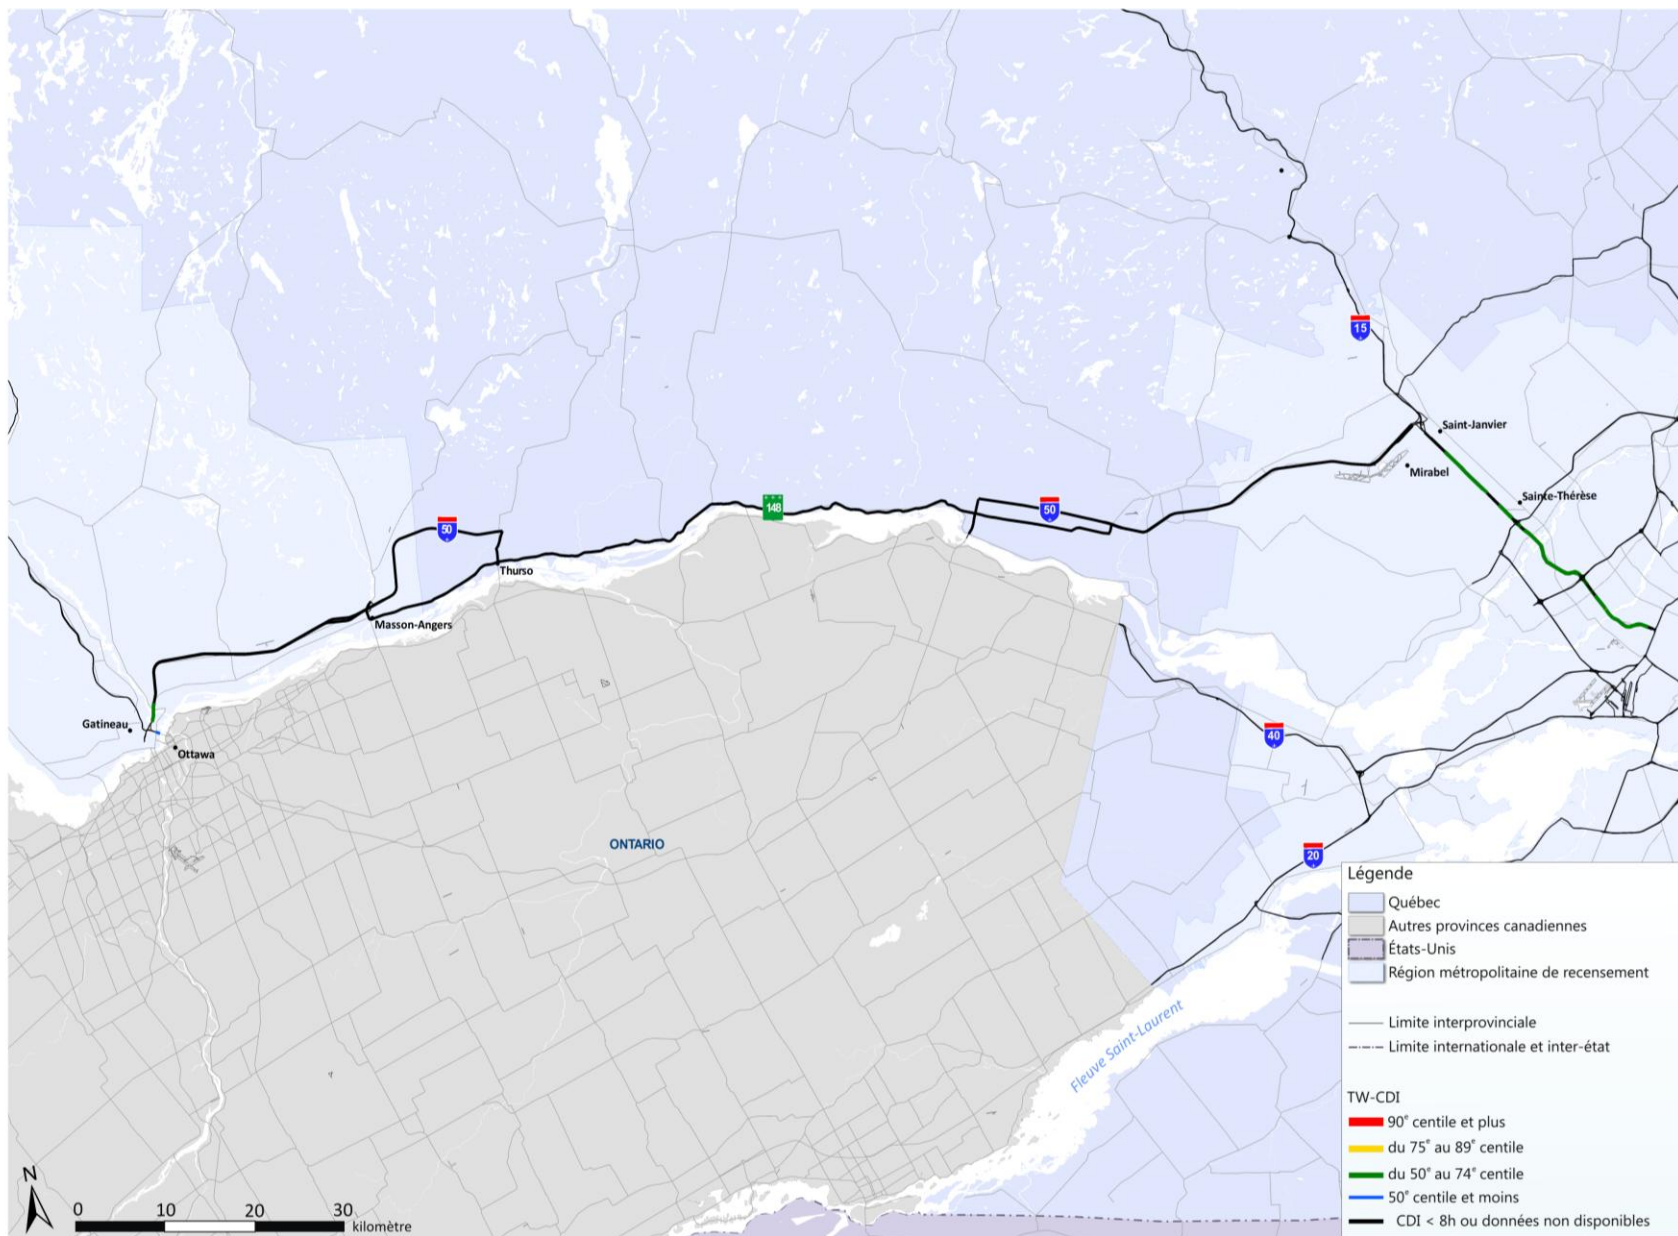 15
Saint-Janvier
Mirabel
Sainte-Thérèse
50
148
50
Thurso
Masson-Angers
Gatineau
Ottawa
40
ONTARIO
20
Fleuve Saint-Laurent
Légende
Québec
Autres provinces canadiennes
États-Unis
Région métropolitaine de recensement
Limite interprovinciale
Limite internationale et inter-état
TW-CDI
90e centile et plus
du 75e au 89e centile
du 50e au 74e centile
50e centile et moins
CDI < 8h ou données non disponibles
N
0 10 20 30
kilomètre